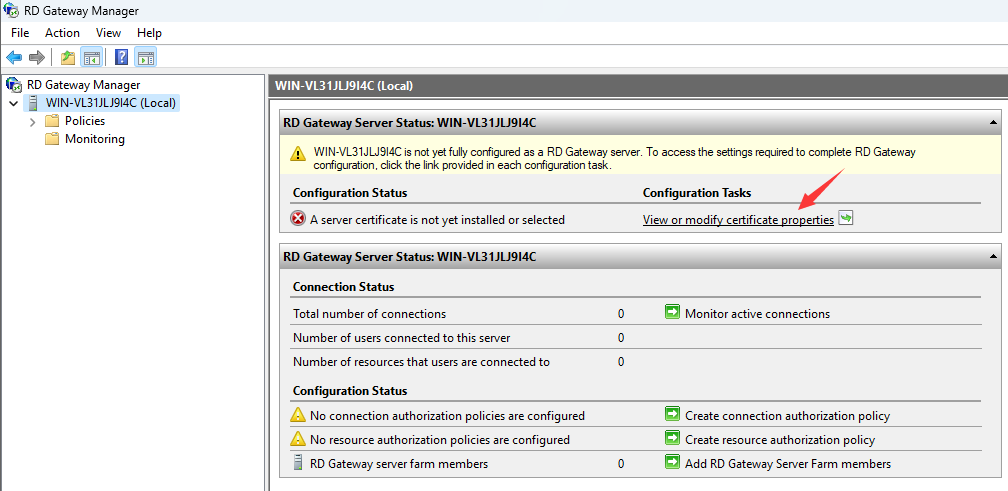 RD Gateway Manager
File Action View Help
RD Gateway Manager
WIN-VL31JLJ9I4C (Local)
Policies
Monitoring
WIN-VL31JLJ9I4C (Local)
RD Gateway Server Status: WIN-VL31JLJ9I4C
WIN-VL31JLJ9I4C is not yet fully configured as a RD Gateway server. To access the settings required to complete RD Gateway
configuration, click the link provided in each configuration task.
Configuration Status Configuration Tasks
A server certificate is not yet installed or selected View or modify certificate properties
RD Gateway Server Status: WIN-VL31JLJ9I4C
Connection Status
Total number of connections 0 Monitor active connections
Number of users connected to this server 0
Number of resources that users are connected to 0
Configuration Status
No connection authorization policies are configured Create connection authorization policy
No resource authorization policies are configured Create resource authorization policy
RD Gateway server farm members 0 Add RD Gateway Server Farm members